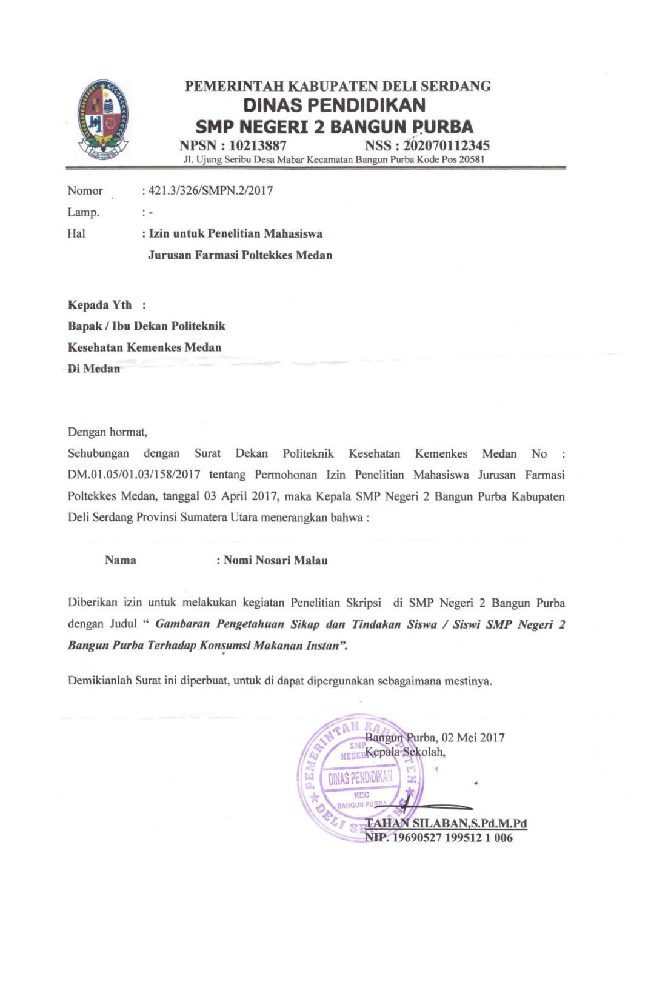 PEMERINTAH KABUPATEN DELI SERDANG
DINAS PENDIDIKAN
SMP NEGERI 2 BANGUN PURBA
NPSN : 10213887 NSS : 202070112345
Jl. Ujung Seribu Desa Mabar Kecamatan Bangun Purba Kode Pos 20581
Nomor : 421.3/326/SMPN.2/2017
Lamp. : -
Hal : Izin untuk Penelitian Mahasiswa
Jurusan Farmasi Poltekkes Medan
Kepada Yth :
Bapak / Ibu Dekan Politeknik
Kesehatan Kemenkes Medan
Di Medan
Dengan hormat,
Sehubungan dengan Surat Dekan Politeknik Kesehatan Kemenkes Medan No :
DM.01.05/01.03/158/2017 tentang Permohonan Izin Penelitian Mahasiswa Jurusan Farmasi
Poltekkes Medan, tanggal 03 April 2017, maka Kepala SMP Negeri 2 Bangun Purba Kabupaten
Deli Serdang Provinsi Sumatera Utara menerangkan bahwa :
Nama : Nomi Nosari Malau
Diberikan izin untuk melakukan kegiatan Penelitian Skripsi di SMP Negeri 2 Bangun Purba
dengan Judul “ Gambaran Pengetahuan Sikap dan Tindakan Siswa / Siswi SMP Negeri 2
Bangun Purba Terhadap Konsumsi Makanan Instan”.
Demikianlah Surat ini diperbuat, untuk di dapat dipergunakan sebagaimana mestinya.
Bangun Purba, 02 Mei 2017
Kepala Sekolah,
PEMERINTAH KABUPATEN
SMP
NEGERI 2
DINAS PENDIDIKAN
KEC
BANGUN PURBA
DELI SERDANG
TAHAN SILABAN,S.Pd.M.Pd
NIP. 19690527 199512 1 006